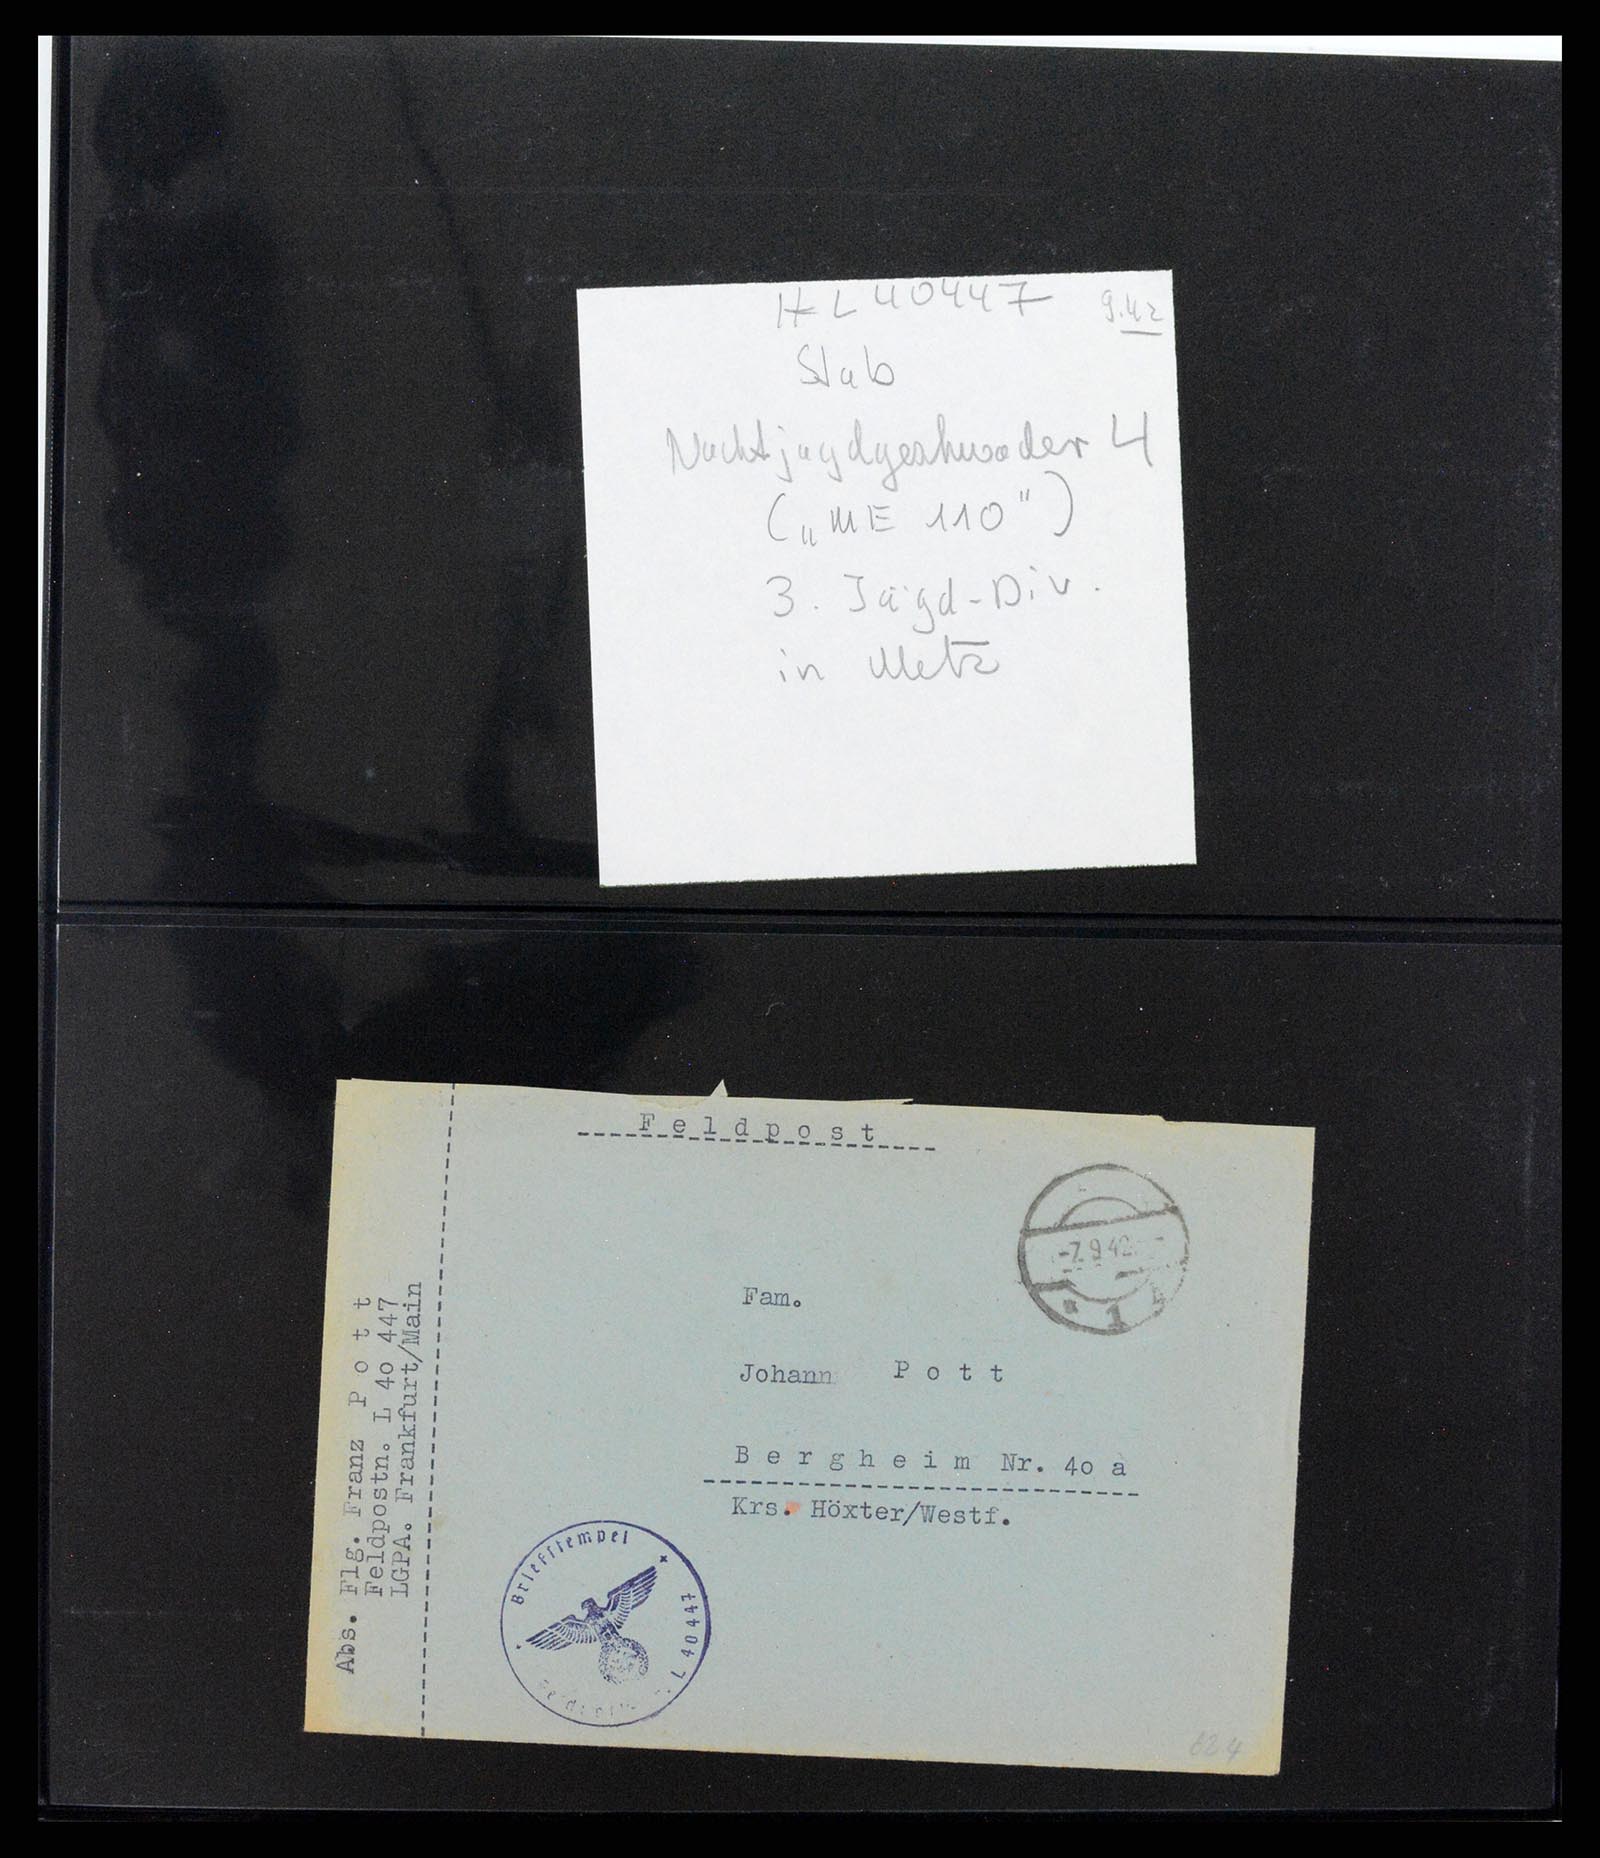 # L 40447 9.42
Stab
Nachtjagdgeschwader 4
(„ME 110")
3. Jagd-Div.
in Metz
Feldpost
-7.9.42
1
Fam.
Johann Pott
Bergheim Nr. 40 a
Krs. Höxter/Westf.
Abs. Flg. Franz Pott
Feldpostn. L 40 447
LGPA. Frankfurt/Main
Briefstempel
L 40447